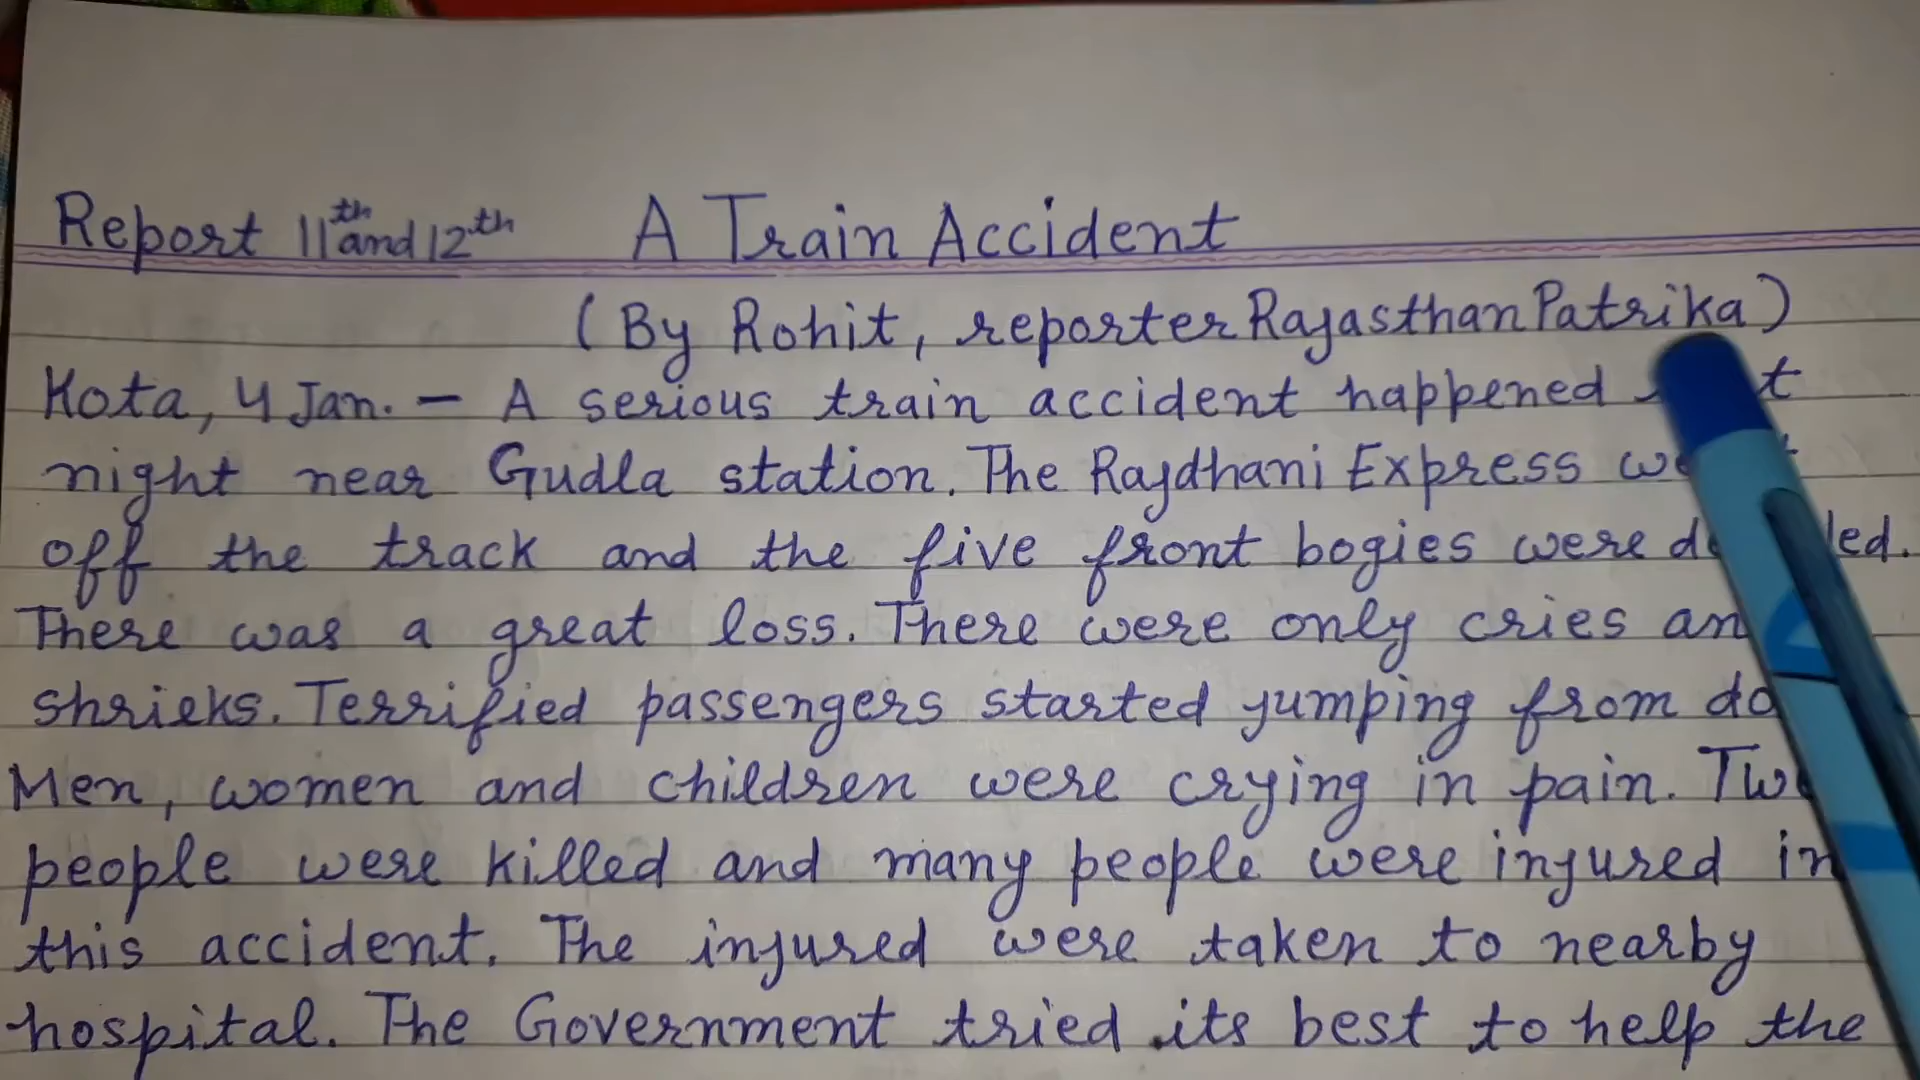 Report 11th and 12th A Train Accident
(By Rohit, reporter Rajasthan Patrika)
Kota, 4 Jan. - A serious train accident happened
night near Gudla station. The Rajdhani Express
off the track and the five front bogies were
There was a great loss. There were only cries
shrieks. Terrified passengers started jumping from
Men, women and children were crying in pain. Two
people were killed and many people were injured in
this accident. The injured were taken to nearby
hospital. The Government tried its best to help the